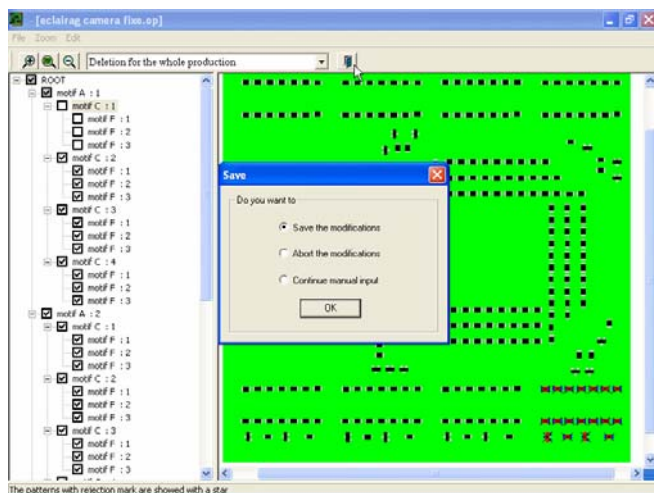 [eclairag camera fixe.op]
File Zoom Edit
Deletion for the whole production
ROOT
motif A : 1
motif C : 1
motif F : 1
motif F : 2
motif F : 3
motif C : 2
motif F : 1
motif F : 2
motif F : 3
motif C : 3
motif F : 1
motif F : 2
motif F : 3
motif C : 4
motif F : 1
motif F : 2
motif F : 3
motif A : 2
motif C : 1
motif F : 1
motif F : 2
motif F : 3
motif C : 2
motif F : 1
motif F : 2
motif F : 3
motif C : 3
motif F : 1
motif F : 2
motif F : 3
Save
Do you want to
Save the modifications
Abort the modifications
Continue manual input
OK
The patterns with rejection mark are showed with a star